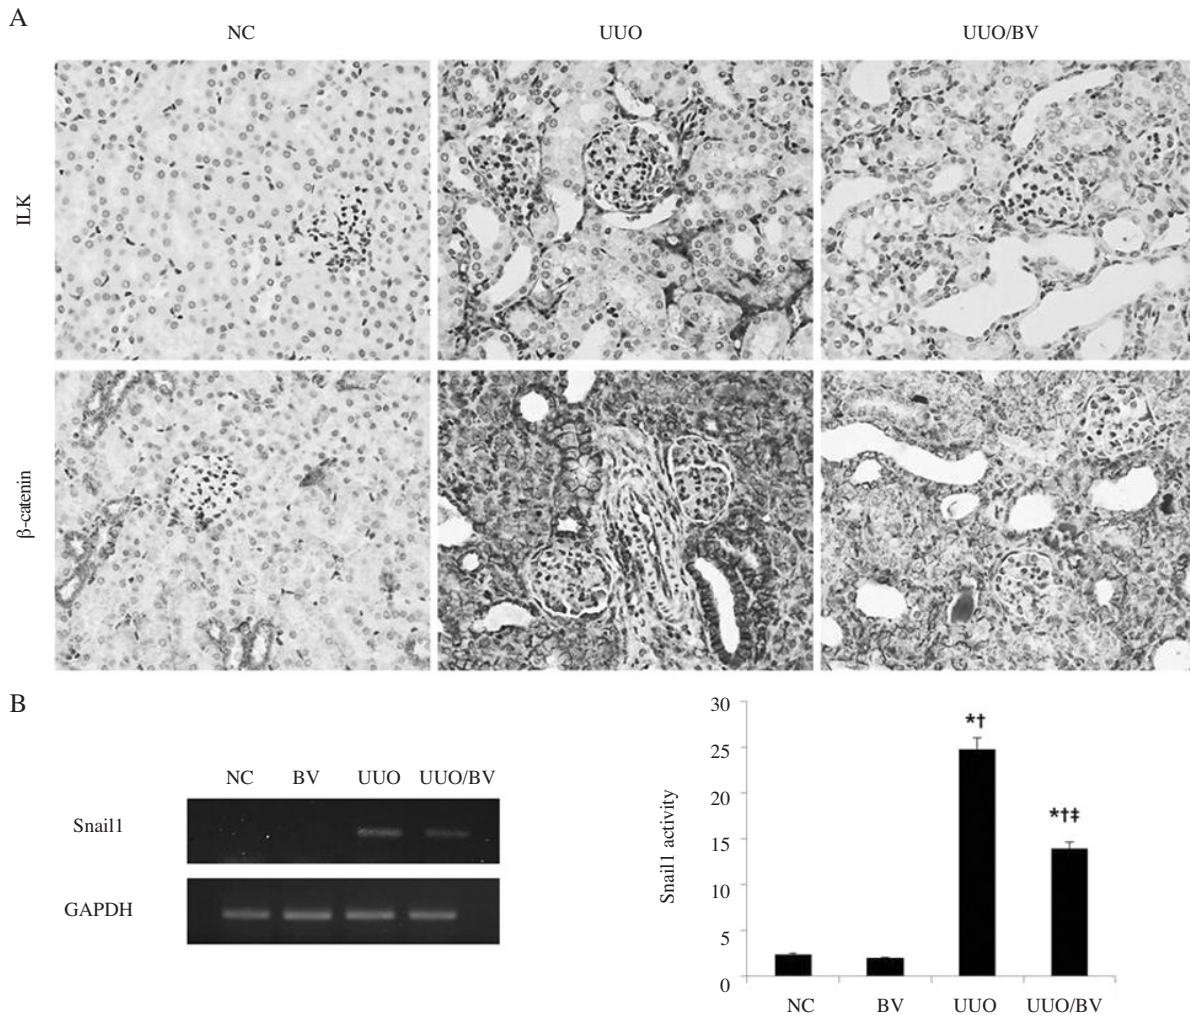 A
NC UUO UUO/BV
ILK
β-catenin
B
NC BV UUO UUO/BV
Snail1
GAPDH
Snail1 activity
30
25
20
15
10
5
0
*†
*†‡
NC BV UUO UUO/BV